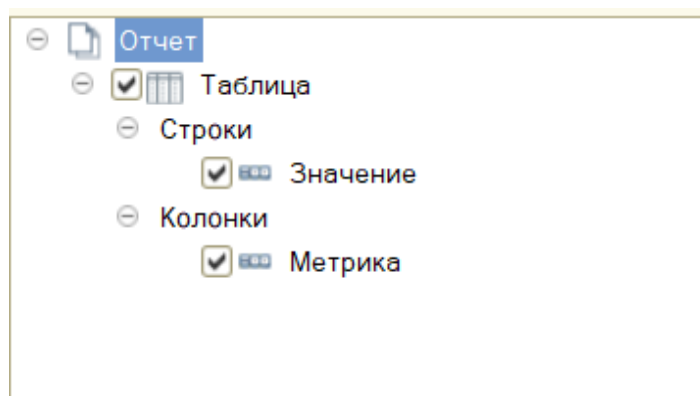 Отчет
Таблица
Строки
Значение
Колонки
Метрика